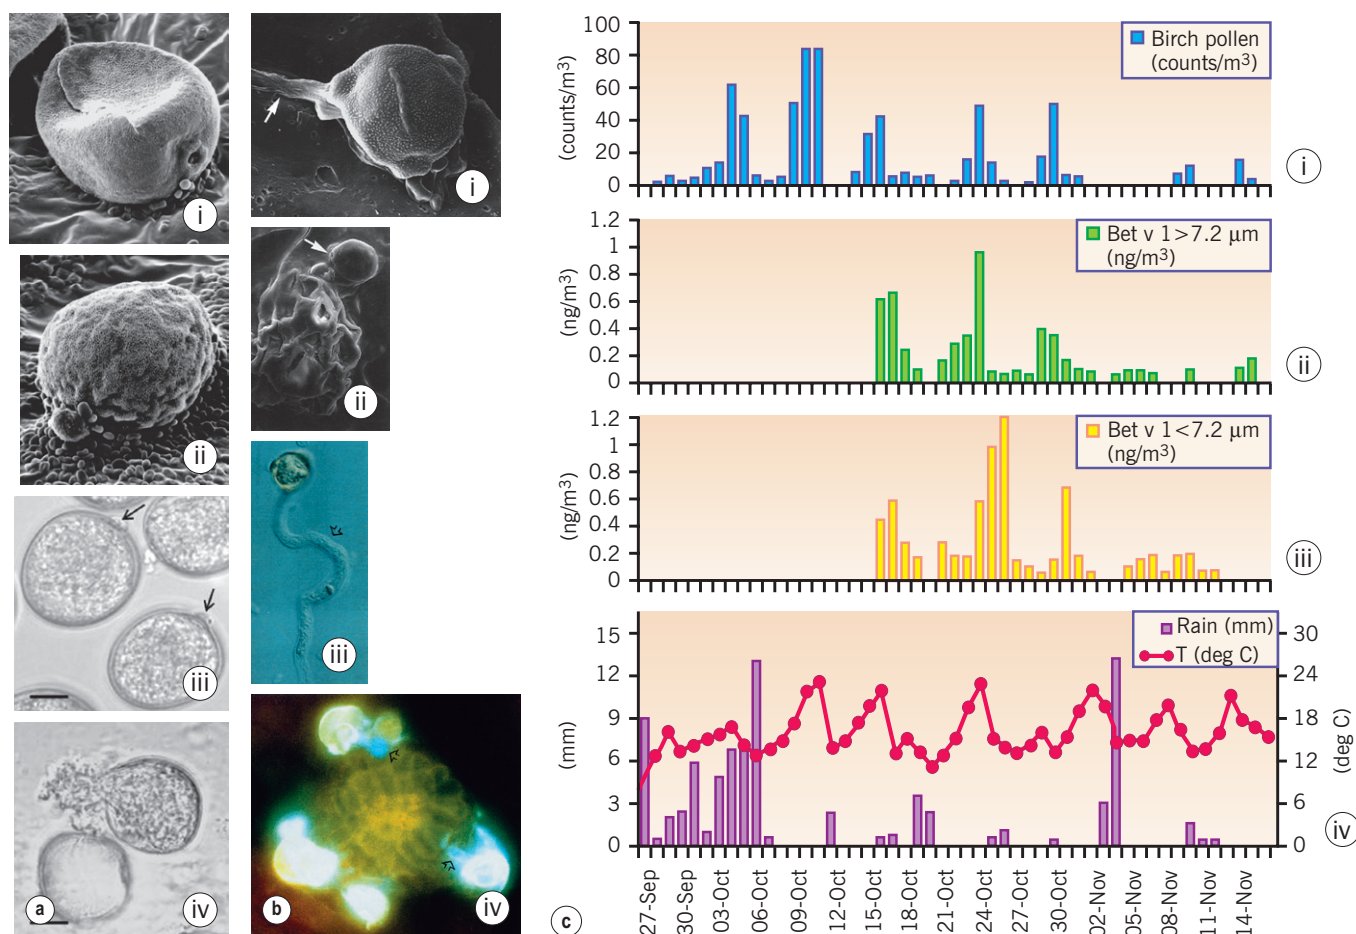 i
ii
iii
a
iv
i
ii
iii
b
iv
100
80
60
40
20
0
(counts/m³)
Birch pollen
(counts/m³)
i
1.2
1
0.8
0.6
0.4
0.2
0
(ng/m³)
Bet v 1>7.2 µm
(ng/m³)
ii
1.2
1
0.8
0.6
0.4
0.2
0
(ng/m³)
Bet v 1<7.2 µm
(ng/m³)
iii
15
12
9
6
3
0
(mm)
Rain (mm)
T (deg C)
30
24
18
12
6
0
(deg C)
iv
27-Sep
30-Sep
03-Oct
06-Oct
09-Oct
12-Oct
15-Oct
18-Oct
21-Oct
24-Oct
27-Oct
30-Oct
02-Nov
05-Nov
08-Nov
11-Nov
14-Nov
c